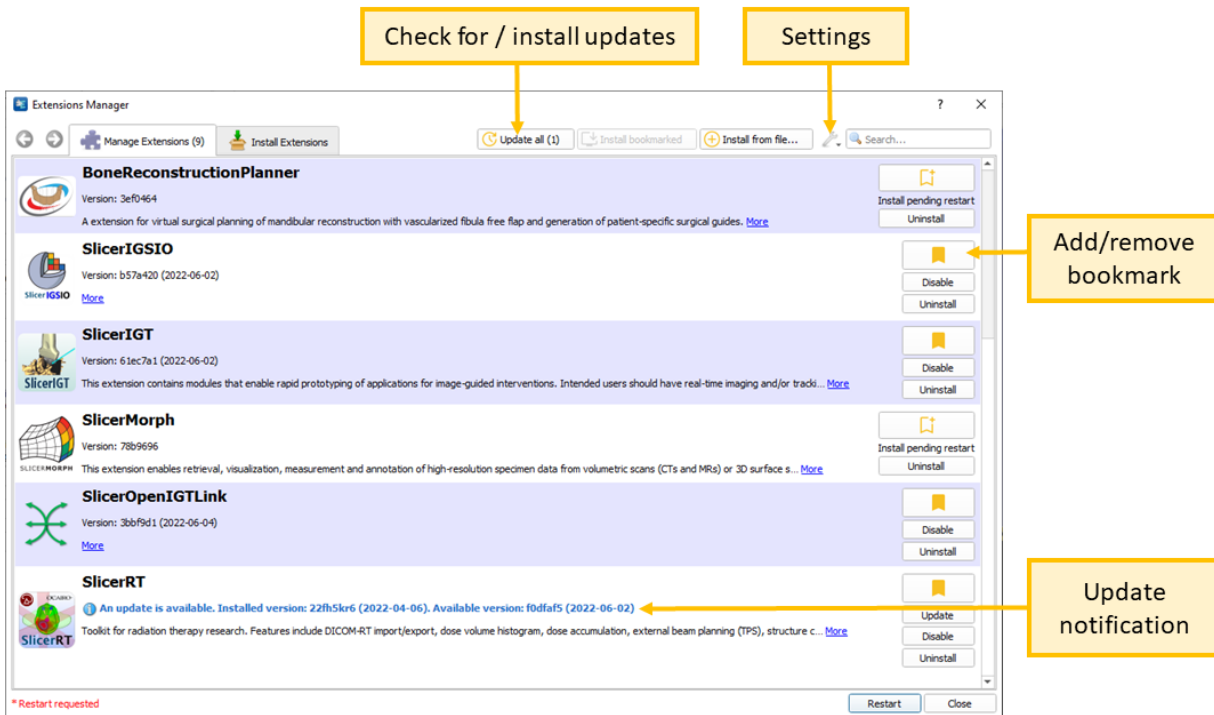 Check for / install updates
Settings
Extensions Manager
?
Manage Extensions (9)
Install Extensions
Update all (1)
Install bookmarked
Install from file...
Search...
BoneReconstructionPlanner
Version: 3ef0464
A extension for virtual surgical planning of mandibular reconstruction with vascularized fibula free flap and generation of patient-specific surgical guides. More
Install pending restart
Uninstall
Add/remove
bookmark
SlicerIGSIO
Version: b57a420 (2022-06-02)
More
Slicer IGSIO
Disable
Uninstall
SlicerIGT
Version: 61ec7a1 (2022-06-02)
This extension contains modules that enable rapid prototyping of applications for image-guided interventions. Intended users should have real-time imaging and/or tracki... More
SlicerIGT
Disable
Uninstall
SlicerMorph
Version: 78b9696
This extension enables retrieval, visualization, measurement and annotation of high-resolution specimen data from volumetric scans (CTs and MRs) or 3D surface s... More
SLICERMORPH
Install pending restart
Uninstall
SlicerOpenIGTLink
Version: 3bbf9d1 (2022-06-04)
More
Disable
Uninstall
SlicerRT
An update is available. Installed version: 22fh5kr6 (2022-04-06). Available version: f0dfaf5 (2022-06-02)
Toolkit for radiation therapy research. Features include DICOM-RT import/export, dose volume histogram, dose accumulation, external beam planning (TPS), structure c... More
OCAIRO
SlicerRT
Update
Disable
Uninstall
Update
notification
* Restart requested
Restart
Close